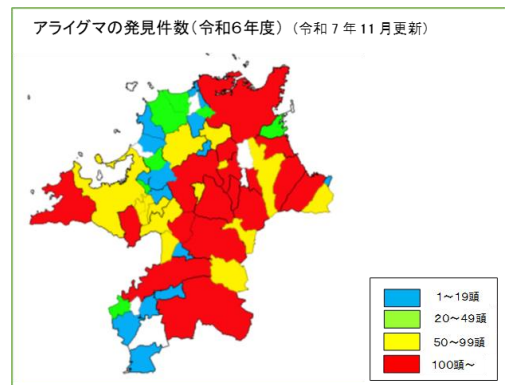 アライグマの発見件数(令和６年度) (令和 7 年 11 月更新)
1～19頭
20～49頭
50～99頭
100頭～